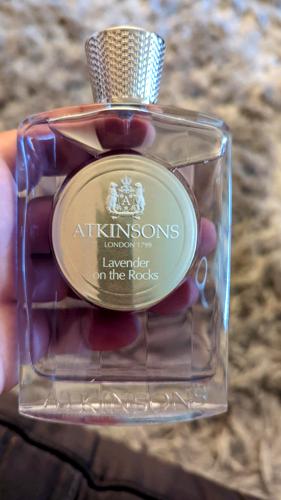 A
ATKINSONS
LONDON 1799
Lavender
on the Rocks
ATKINSONS